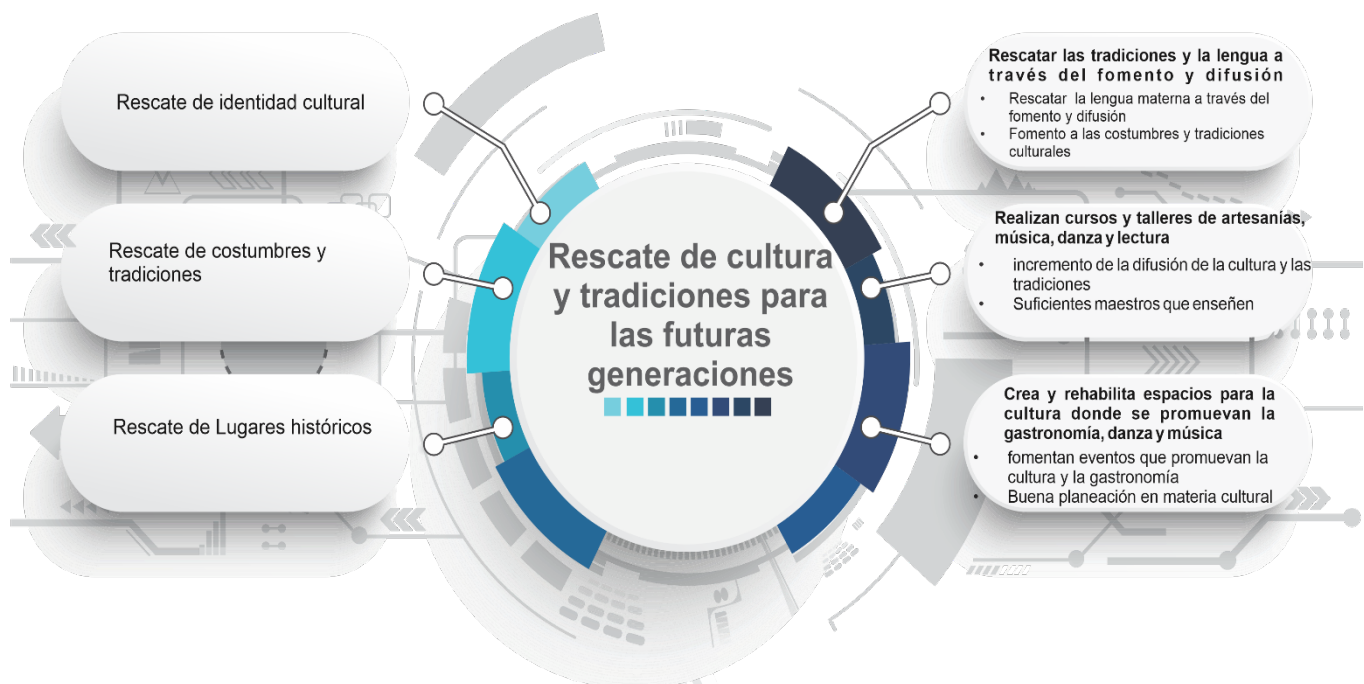 Rescate de identidad cultural
Rescate de costumbres y
tradiciones
Rescate de Lugares históricos
Rescate de cultura
y tradiciones para
las futuras
generaciones
Rescatar las tradiciones y la lengua a
través del fomento y difusión
• Rescatar la lengua materna a través del
fomento y difusión
• Fomento a las costumbres y tradiciones
culturales
Realizan cursos y talleres de artesanías,
música, danza y lectura
• incremento de la difusión de la cultura y las
tradiciones
• Suficientes maestros que enseñen
Crea y rehabilita espacios para la
cultura donde se promuevan la
gastronomía, danza y música
• fomentan eventos que promuevan la
cultura y la gastronomía
• Buena planeación en materia cultural